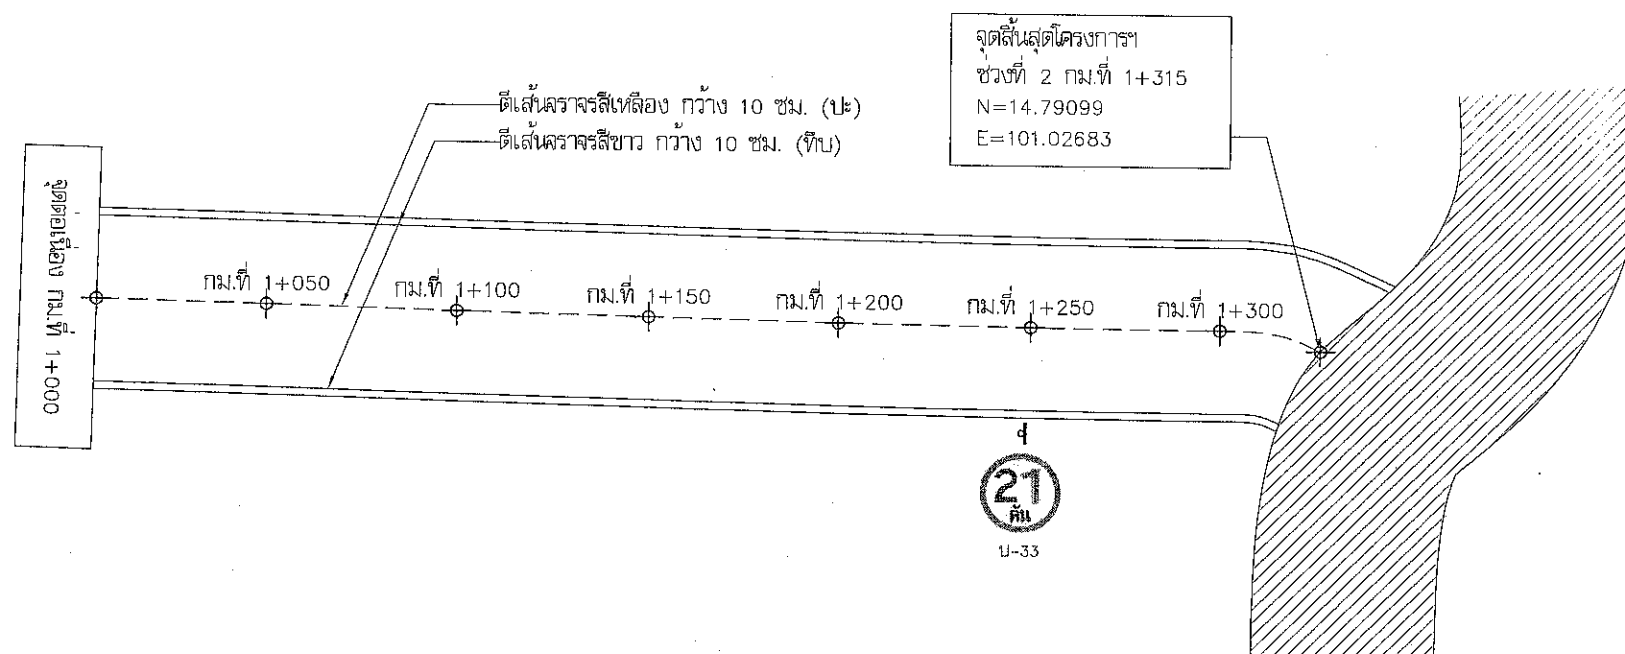 จุดสิ้นสุดโครงการฯ
ช่วงที่ 2 กม.ที่ 1+315
N=14.79099
E=101.02683
ตีเส้นจราจรสีเหลือง กว้าง 10 ซม. (ปะ)
ตีเส้นจราจรสีขาว กว้าง 10 ซม. (ทึบ)
จุดต่อเนื่อง กม.ที่ 1+000
กม.ที่ 1+050
กม.ที่ 1+100
กม.ที่ 1+150
กม.ที่ 1+200
กม.ที่ 1+250
กม.ที่ 1+300
21
ตัน
บ-33